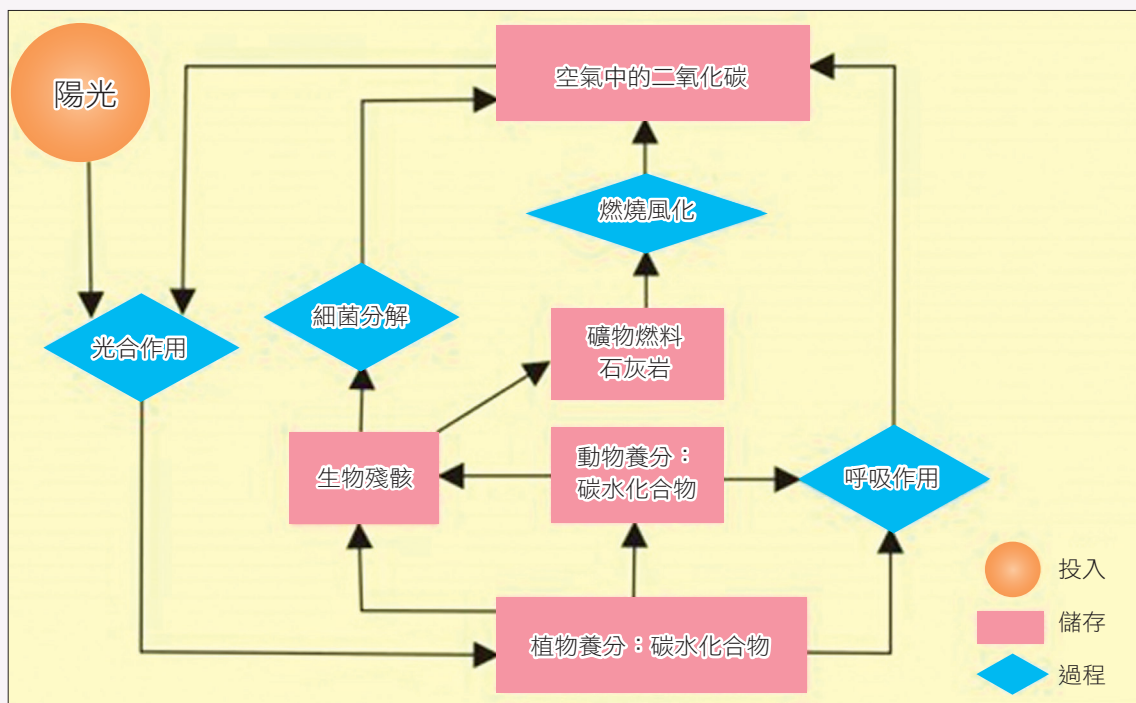 陽光
空氣中的二氧化碳
燃燒風化
細菌分解
光合作用
礦物燃料
石灰岩
生物殘骸
動物養分：
碳水化合物
呼吸作用
植物養分：碳水化合物
投入
儲存
過程